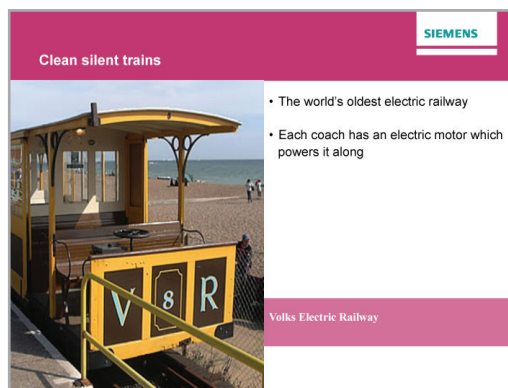 SIEMENS
Clean silent trains
• The world's oldest electric railway
• Each coach has an electric motor which
powers it along
V 8 R
Volks Electric Railway